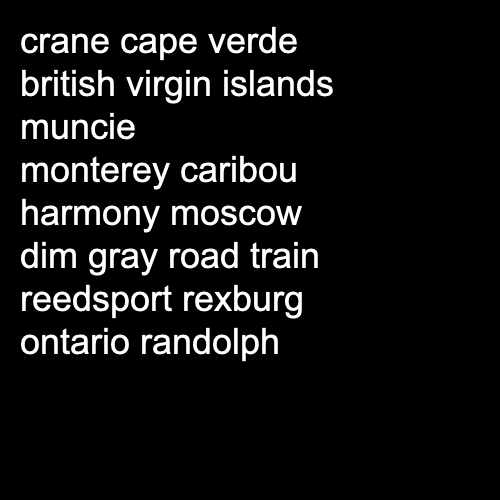 crane cape verde
british virgin islands
muncie
monterey caribou
harmony moscow
dim gray road train
reedsport rexburg
ontario randolph